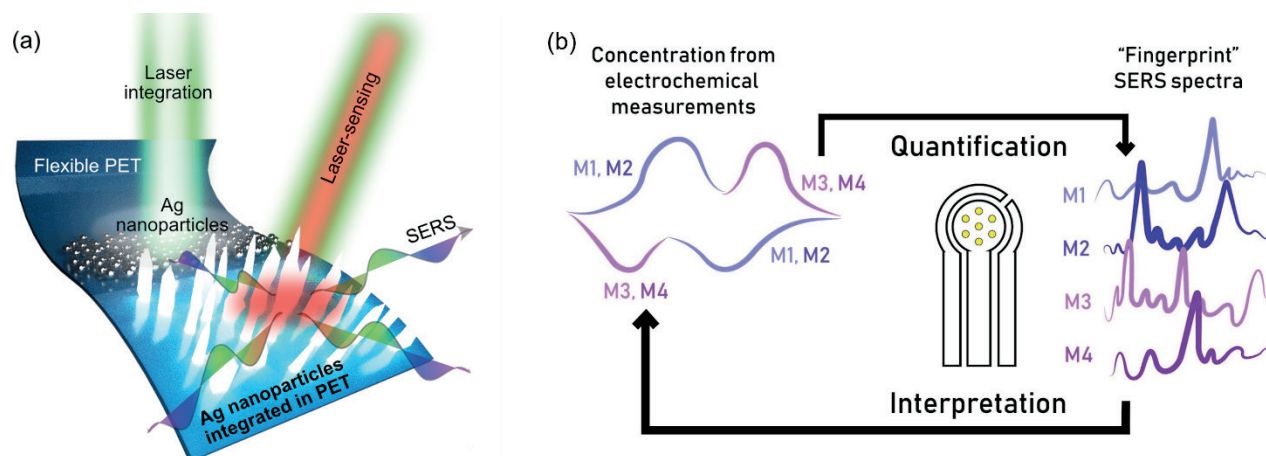 (a)
Laser
integration
Laser-sensing
Flexible PET
Ag
nanoparticles
SERS
Ag nanoparticles
integrated in PET
(b)
Concentration from
electrochemical
measurements
"Fingerprint"
SERS spectra
Quantification
M1, M2
M3, M4
M1, M2
M3, M4
M1
M2
M3
M4
Interpretation